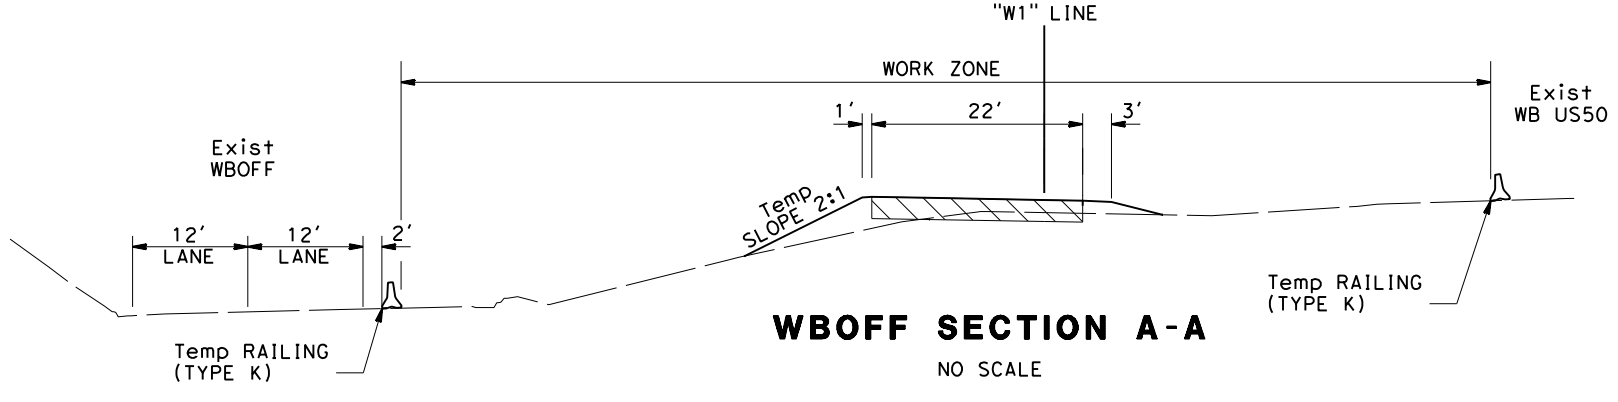 "W1" LINE
WORK ZONE
Exist
WB US50
1'
22'
3'
Exist
WBOFF
Temp
SLOPE 2:1
12'
LANE
12'
LANE
2'
Temp RAILING
(TYPE K)
Temp RAILING
(TYPE K)
WBOFF SECTION A-A
NO SCALE